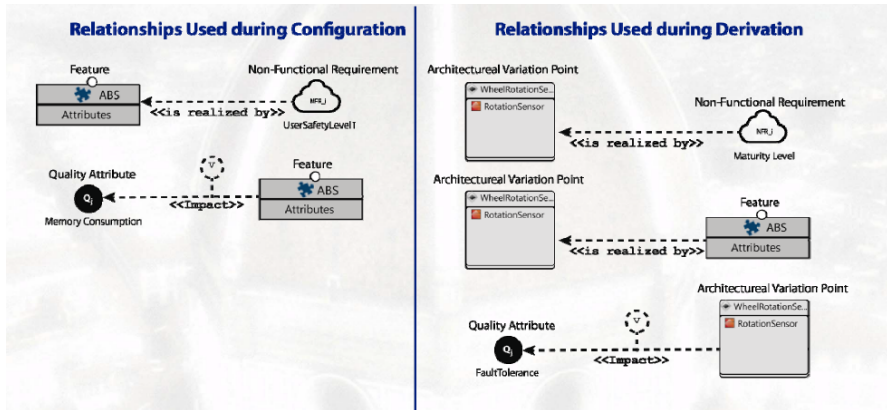 Relationships Used during Configuration
Feature
ABS
Attributes
<<is realized by>>
Non-Functional Requirement
NFR_i
UserSafetyLevel1
Quality Attribute
Qj
Memory Consumption
V
<<Impact>>
Feature
ABS
Attributes
Relationships Used during Derivation
Architectureal Variation Point
WheelRotationSe...
RotationSensor
<<is realized by>>
Non-Functional Requirement
NFR_i
Maturity Level
Architectureal Variation Point
WheelRotationSe...
RotationSensor
<<is realized by>>
Feature
ABS
Attributes
Architectureal Variation Point
WheelRotationSe...
RotationSensor
Quality Attribute
Qj
FaultTolerance
V
<<Impact>>